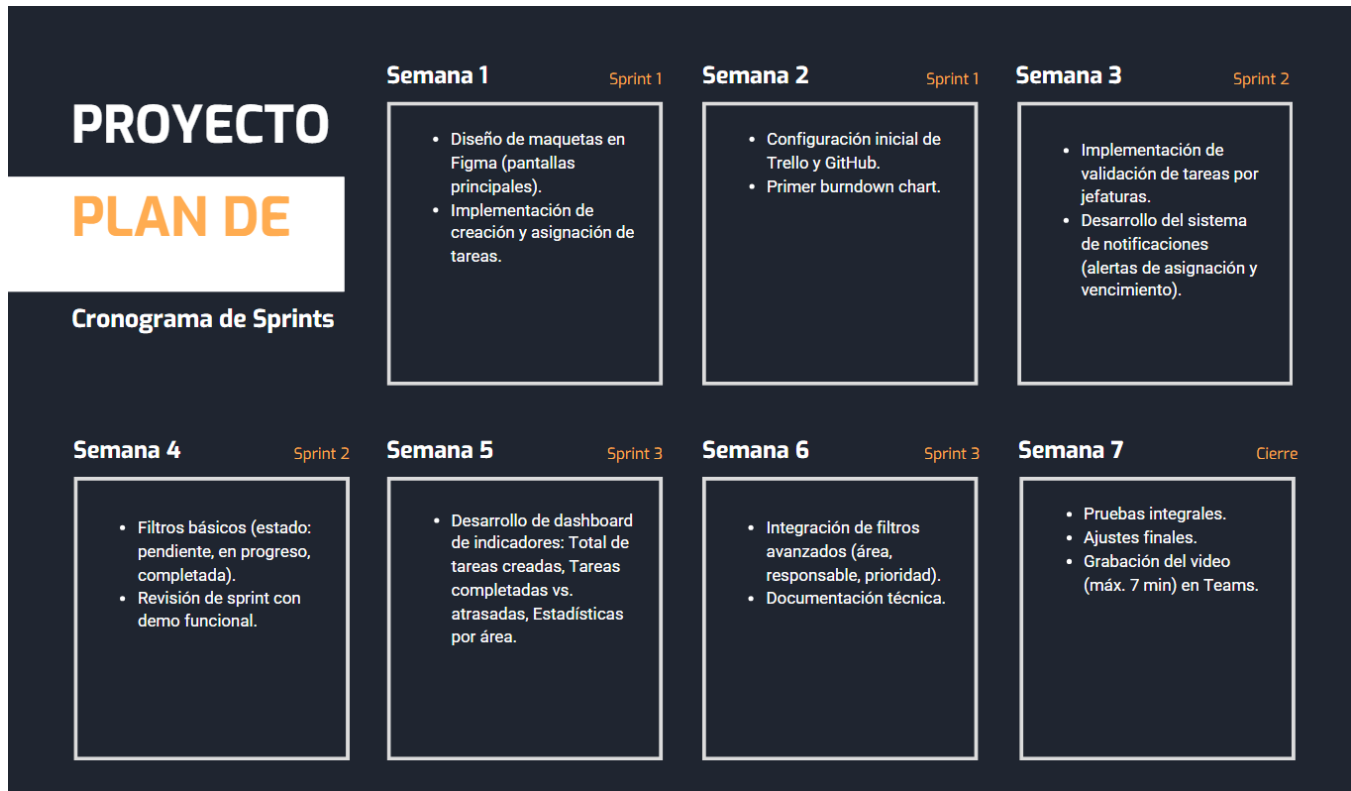 PROYECTO
PLAN DE
Cronograma de Sprints
Semana 1 Sprint 1
• Diseño de maquetas en
Figma (pantallas
principales).
• Implementación de
creación y asignación de
tareas.
Semana 2 Sprint 1
• Configuración inicial de
Trello y GitHub.
• Primer burndown chart.
Semana 3 Sprint 2
• Implementación de
validación de tareas por
jefaturas.
• Desarrollo del sistema
de notificaciones
(alertas de asignación y
vencimiento).
Semana 4 Sprint 2
• Filtros básicos (estado:
pendiente, en progreso,
completada).
• Revisión de sprint con
demo funcional.
Semana 5 Sprint 3
• Desarrollo de dashboard
de indicadores: Total de
tareas creadas, Tareas
completadas vs.
atrasadas, Estadísticas
por área.
Semana 6 Sprint 3
• Integración de filtros
avanzados (área,
responsable, prioridad).
• Documentación técnica.
Semana 7 Cierre
• Pruebas integrales.
• Ajustes finales.
• Grabación del video
(máx. 7 min) en Teams.